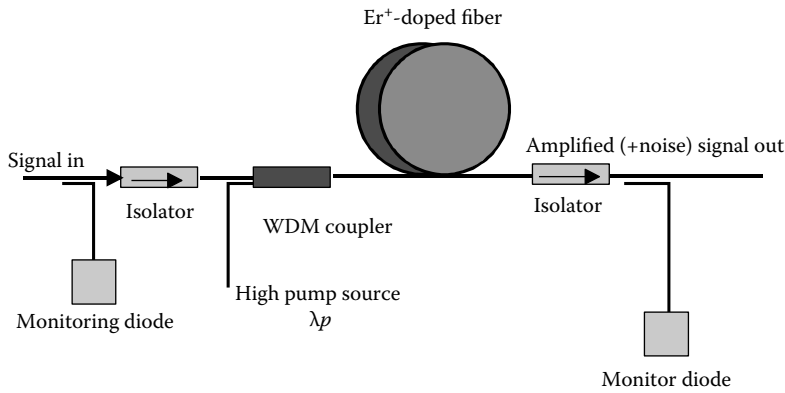 Er⁺-doped fiber
Signal in
Amplified (+noise) signal out
Isolator
Isolator
WDM coupler
High pump source
λp
Monitoring diode
Monitor diode